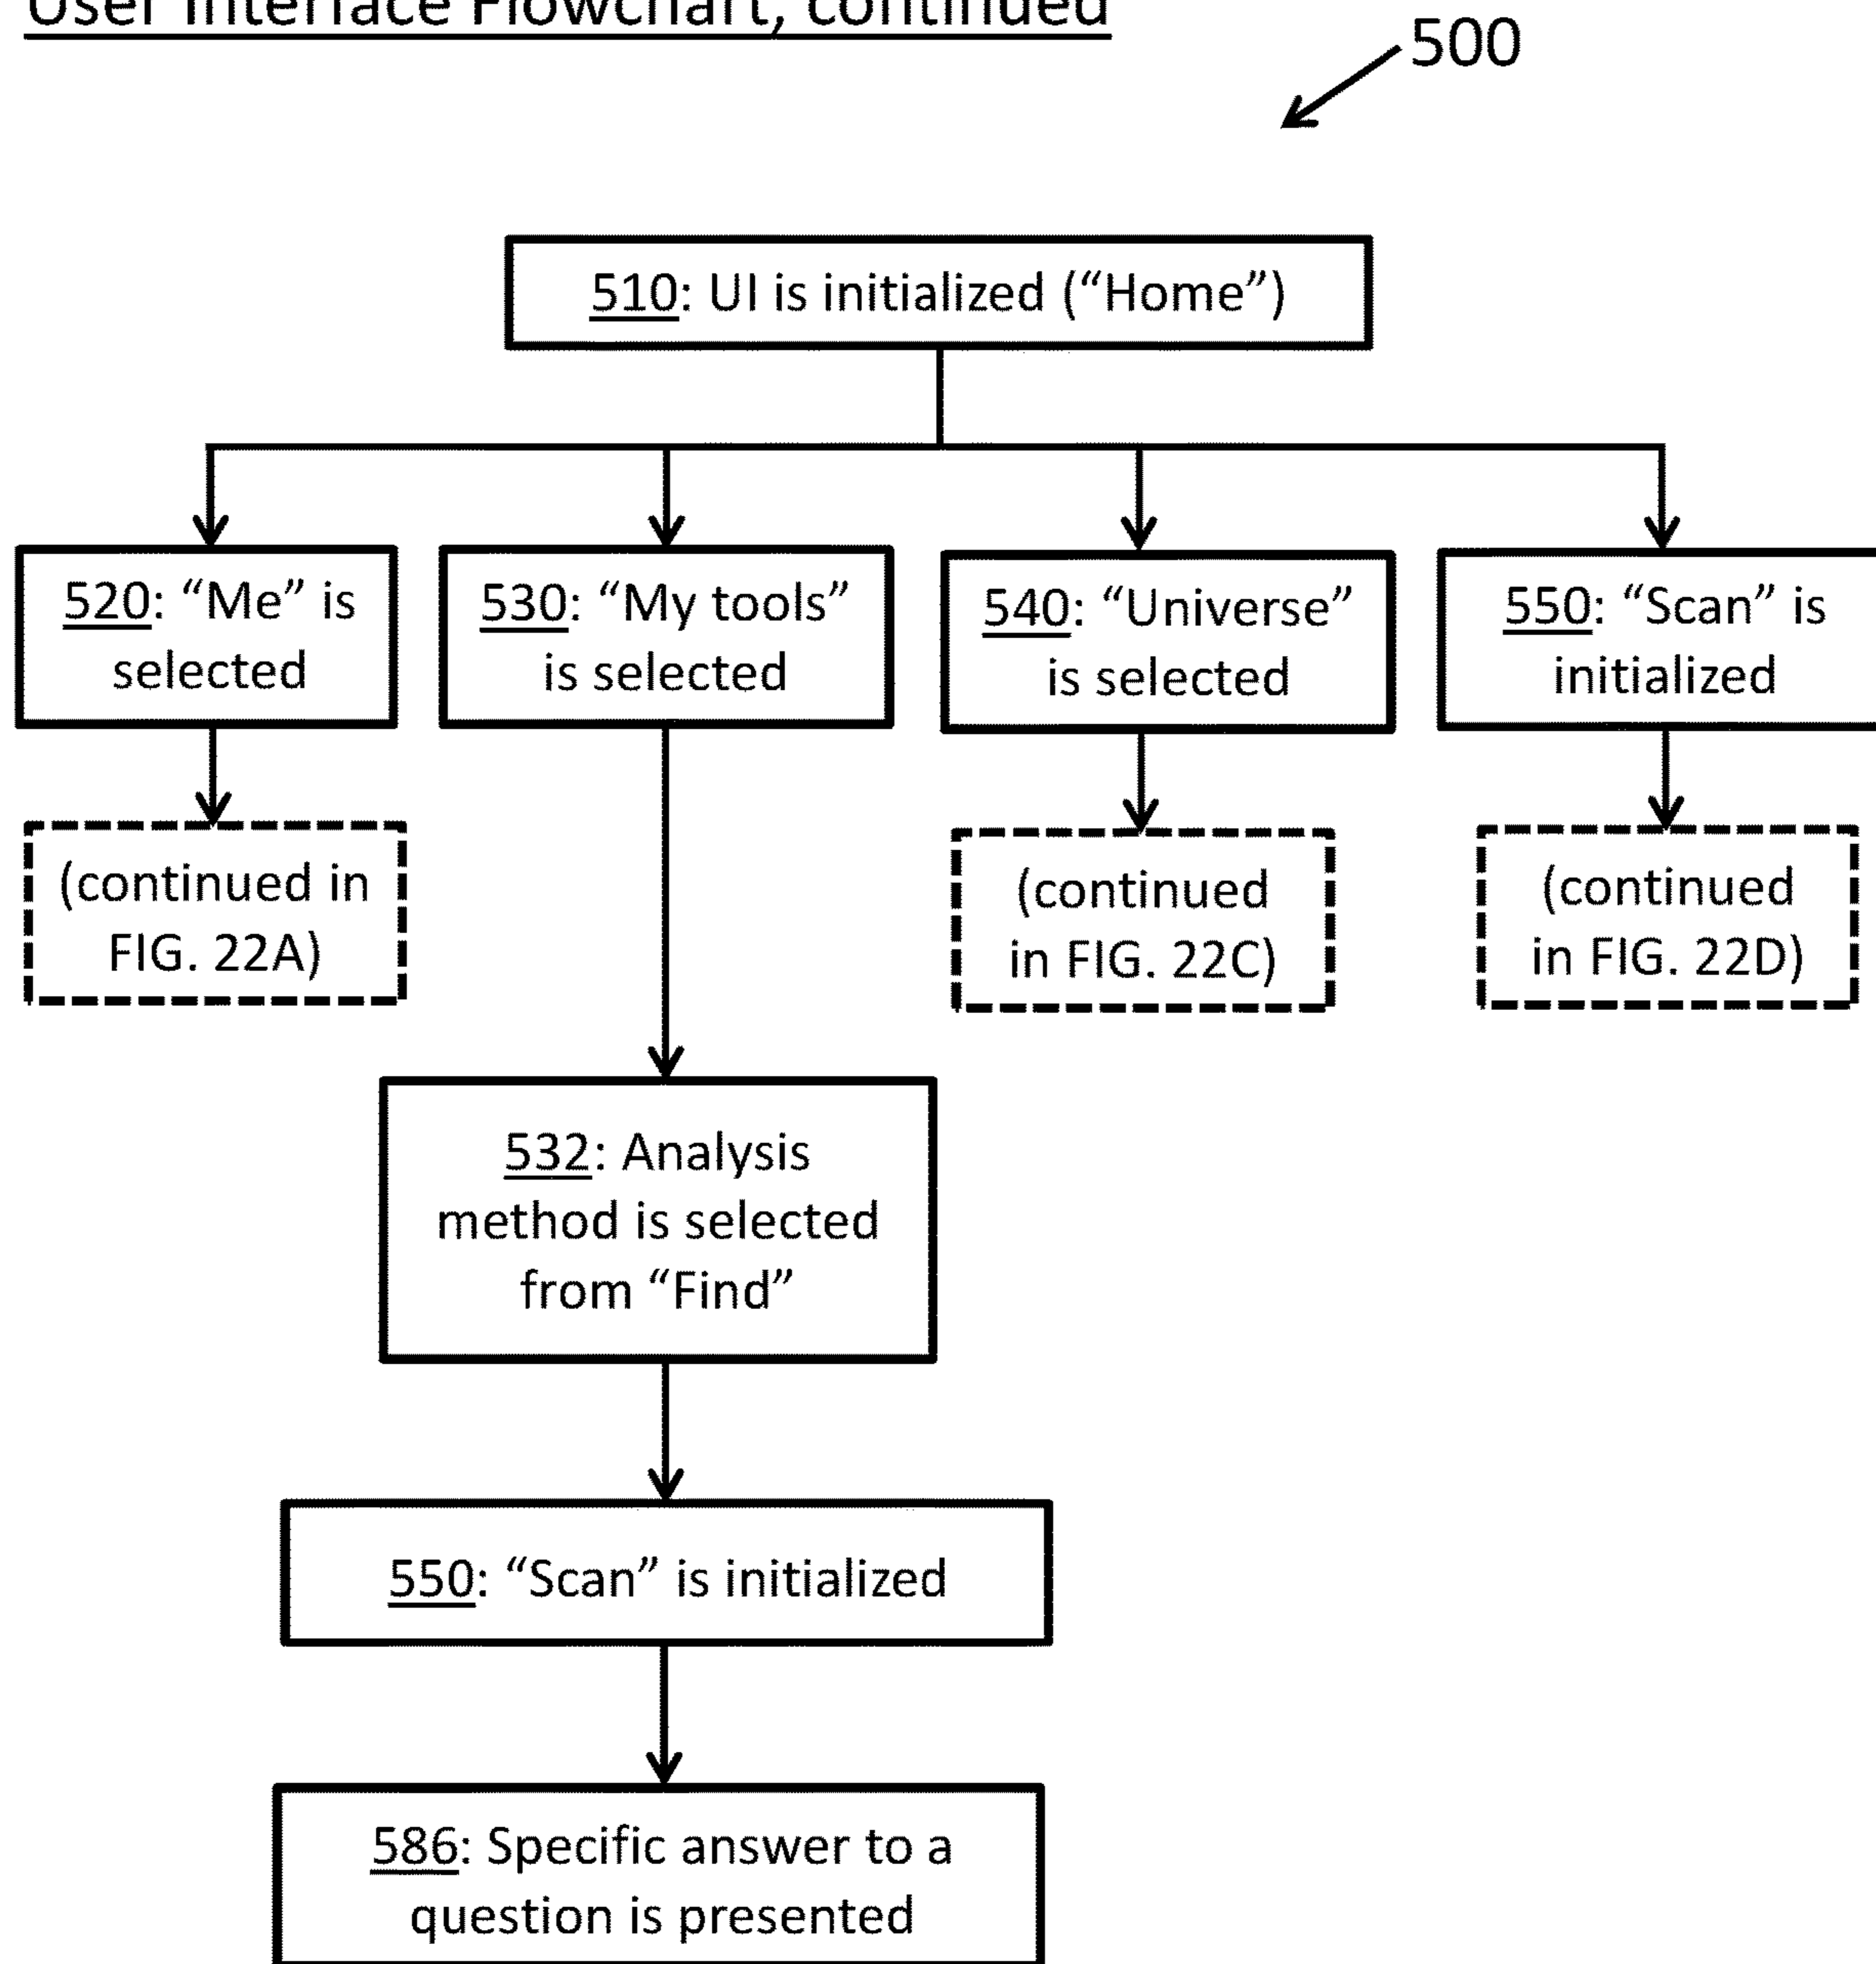 User Interface Flowchart, continued
500
510: UI is initialized (“Home”)
520: “Me” is
selected
530: “My tools”
is selected
540: “Universe”
is selected
550: “Scan” is
initialized
(continued in
FIG. 22A)
(continued
in FIG. 22C)
(continued
in FIG. 22D)
532: Analysis
method is selected
from “Find”
550: “Scan” is initialized
586: Specific answer to a
question is presented